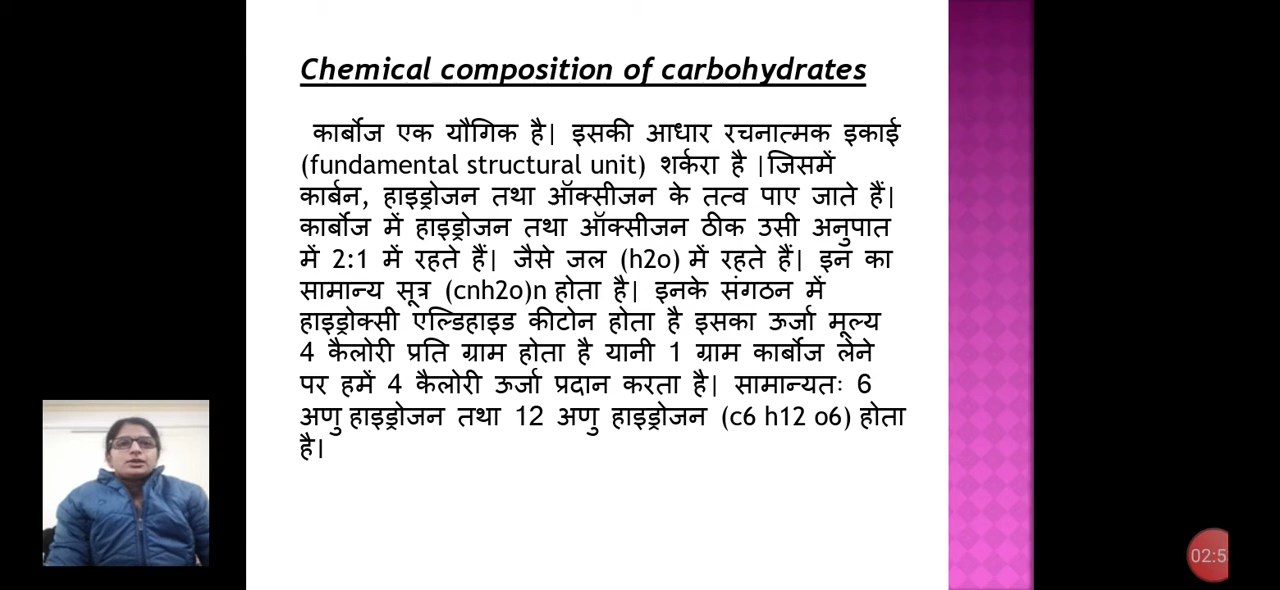 Chemical composition of carbohydrates
कार्बोज एक यौगिक है| इसकी आधार रचनात्मक इकाई
(fundamental structural unit) शर्करा है |जिसमें
कार्बन, हाइड्रोजन तथा ऑक्सीजन के तत्व पाए जाते हैं|
कार्बोज में हाइड्रोजन तथा ऑक्सीजन ठीक उसी अनुपात
में 2:1 में रहते हैं| जैसे जल (h2o) में रहते हैं| इन का
सामान्य सूत्र (cnh2o)n होता है| इनके संगठन में
हाइड्रोक्सी एल्डिहाइड कीटोन होता है इसका ऊर्जा मूल्य
4 कैलोरी प्रति ग्राम होता है यानी 1 ग्राम कार्बोज लेने
पर हमें 4 कैलोरी ऊर्जा प्रदान करता है| सामान्यतः 6
अणु हाइड्रोजन तथा 12 अणु हाइड्रोजन (c6 h12 o6) होता
है|
02:5